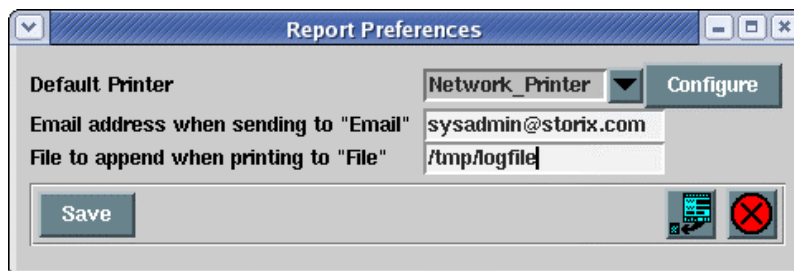 Report Preferences
Default Printer Network_Printer Configure
Email address when sending to "Email" sysadmin@storix.com
File to append when printing to "File" /tmp/logfile
Save